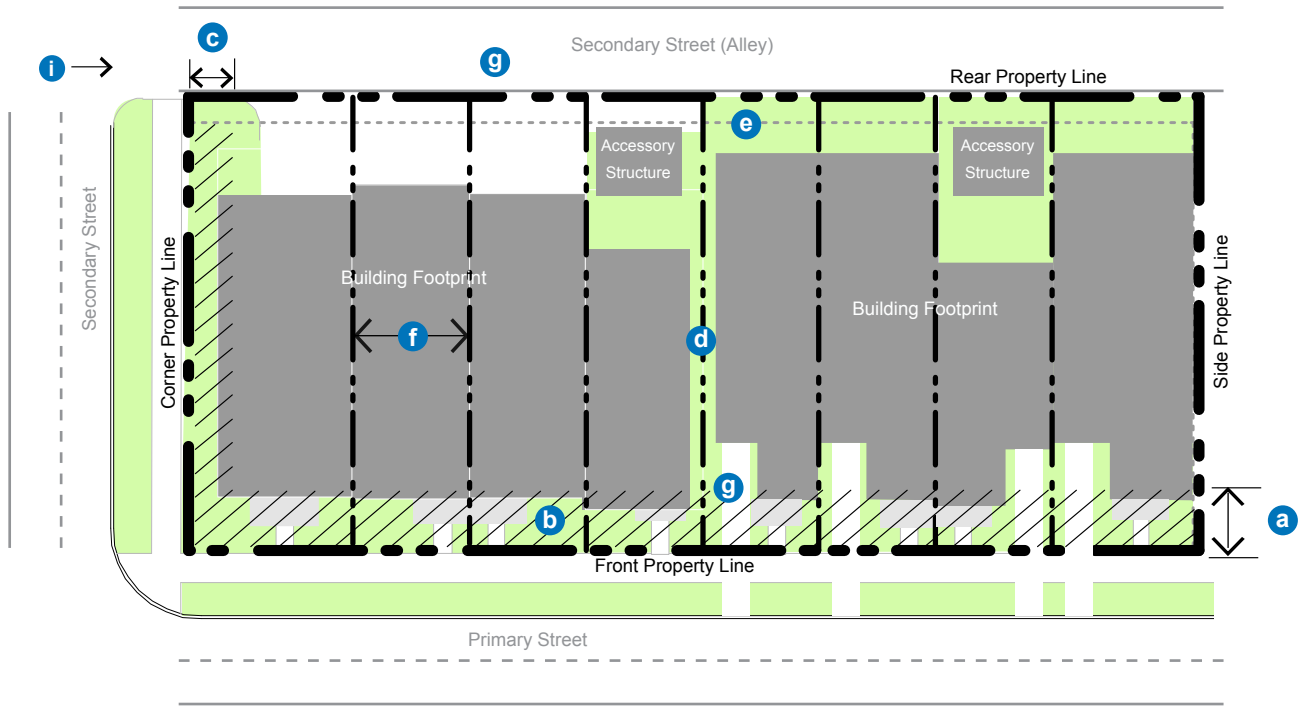 c
Secondary Street (Alley)
i
g
Rear Property Line
e
Accessory
Structure
Accessory
Structure
Secondary Street
Corner Property Line
Building Footprint
f
d
Building Footprint
Side Property Line
g
b
a
Front Property Line
Primary Street